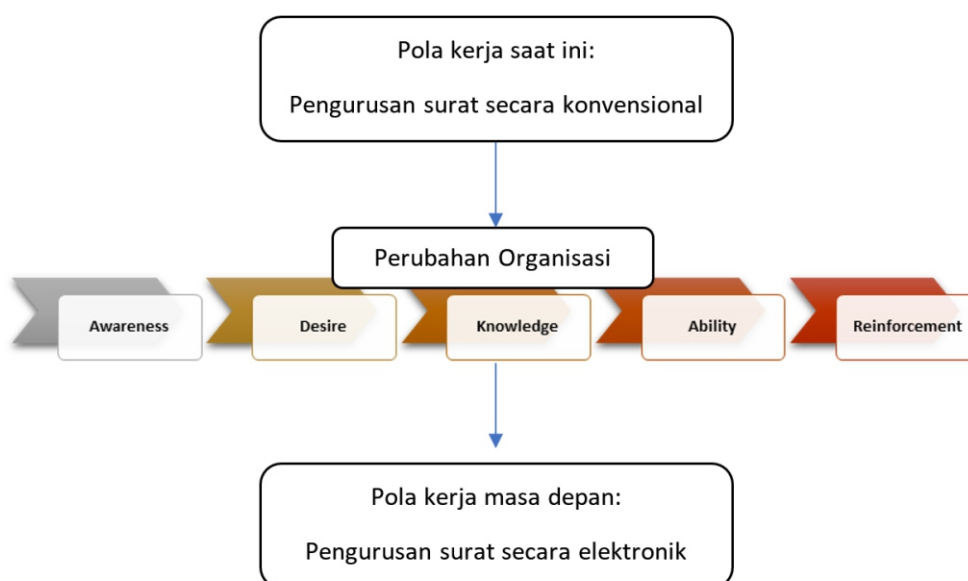 Pola kerja saat ini:
Pengurusan surat secara konvensional
Perubahan Organisasi
Awareness
Desire
Knowledge
Ability
Reinforcement
Pola kerja masa depan:
Pengurusan surat secara elektronik